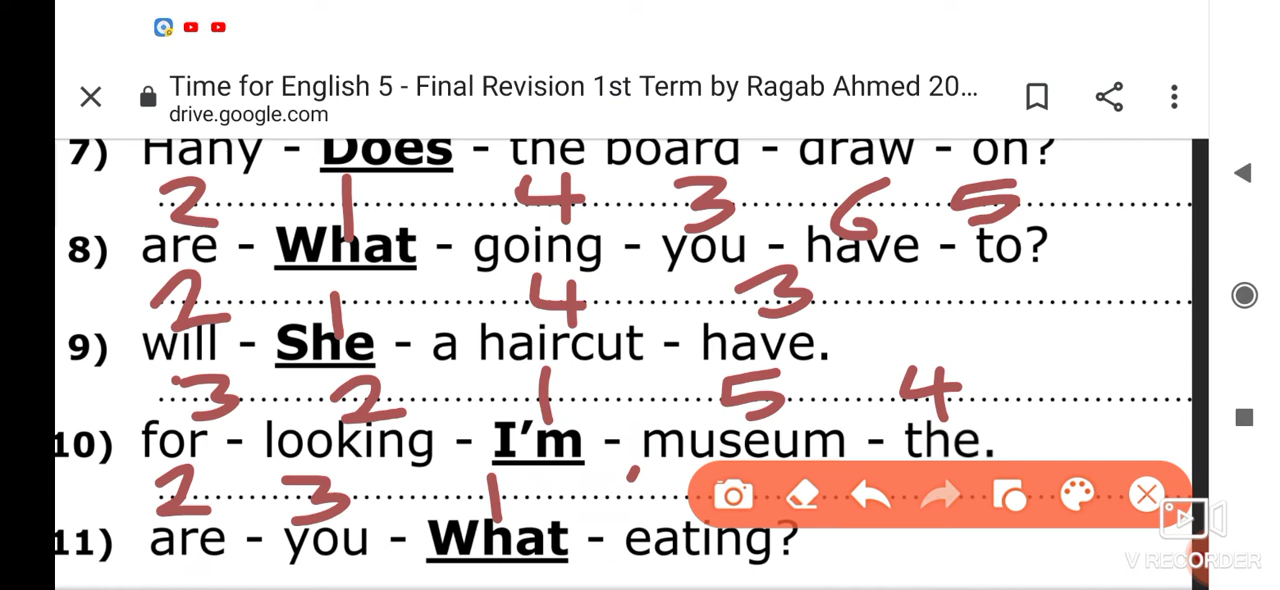 Time for English 5 - Final Revision 1st Term by Ragab Ahmed 20...
drive.google.com
7) Hany - Does - the board - draw - on?
2 1 4 3 6 5
8) are - What - going - you - have - to?
2 1 4 3
9) will - She - a haircut - have.
3 2 1 5 4
10) for - looking - I'm - museum - the.
2 3 1
11) are - you - What - eating?
V RECORDER